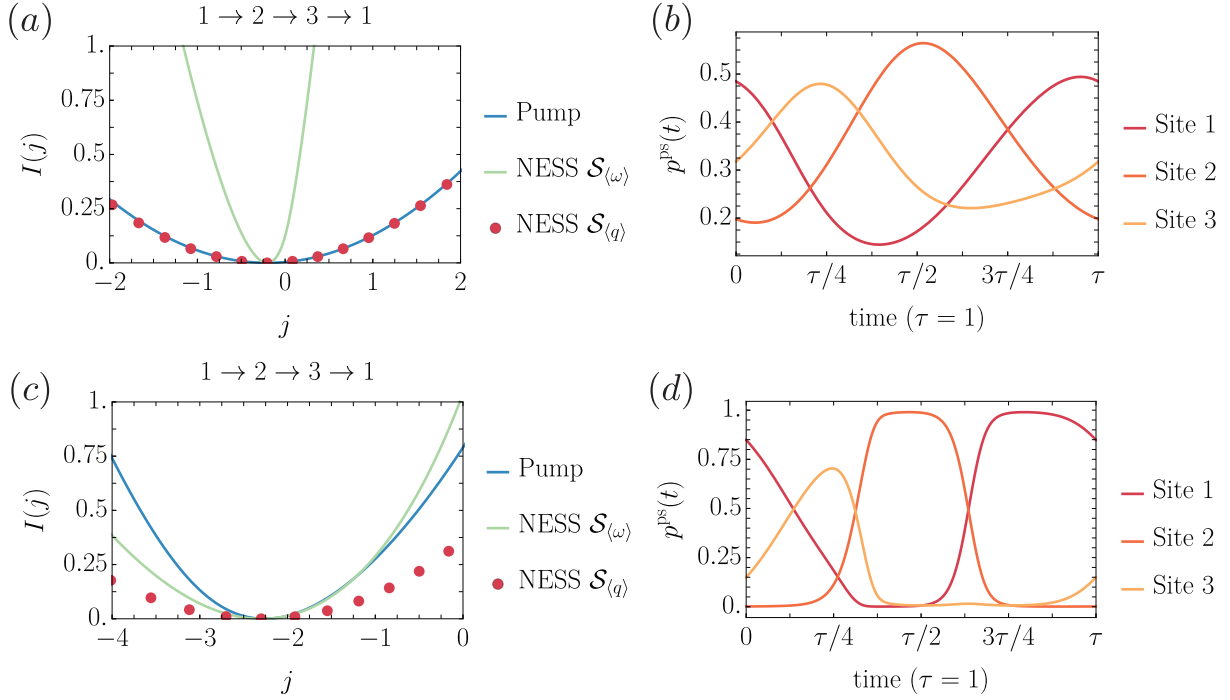 (a)
1 → 2 → 3 → 1
I(j)
1.
0.75
0.5
0.25
0.
−2
−1
0
1
2
j
Pump
NESS 𝓢⟨ω⟩
NESS 𝓢⟨q⟩
(b)
pᵖˢ(t)
0.5
0.4
0.3
0.2
0
τ/4
τ/2
3τ/4
τ
time (τ = 1)
Site 1
Site 2
Site 3
(c)
1 → 2 → 3 → 1
I(j)
1.
0.75
0.5
0.25
0.
−4
−3
−2
−1
0
j
Pump
NESS 𝓢⟨ω⟩
NESS 𝓢⟨q⟩
(d)
pᵖˢ(t)
1.
0.75
0.5
0.25
0.
0
τ/4
τ/2
3τ/4
τ
time (τ = 1)
Site 1
Site 2
Site 3